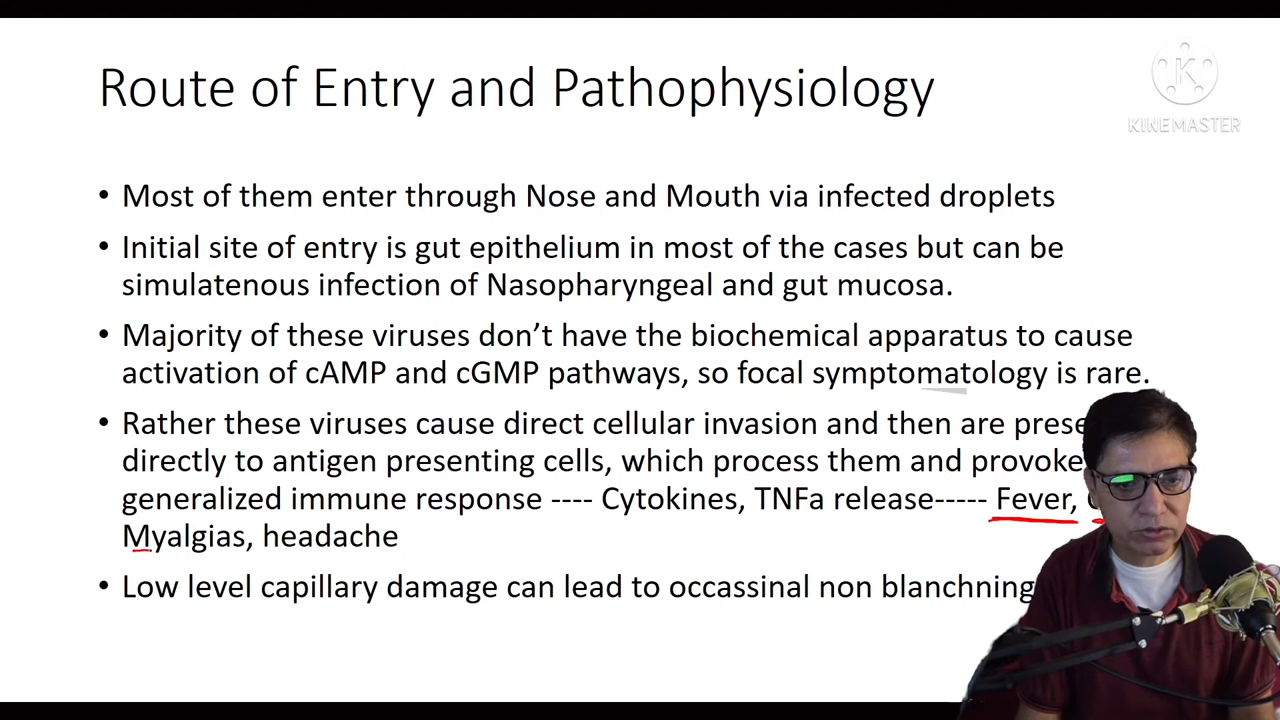 Route of Entry and Pathophysiology
KINEMASTER
• Most of them enter through Nose and Mouth via infected droplets
• Initial site of entry is gut epithelium in most of the cases but can be
simulatenous infection of Nasopharyngeal and gut mucosa.
• Majority of these viruses don’t have the biochemical apparatus to cause
activation of cAMP and cGMP pathways, so focal symptomatology is rare.
• Rather these viruses cause direct cellular invasion and then are
directly to antigen presenting cells, which process them and provoke
generalized immune response ---- Cytokines, TNFa release----- Fever,
Myalgias, headache
• Low level capillary damage can lead to occassinal non blanchning